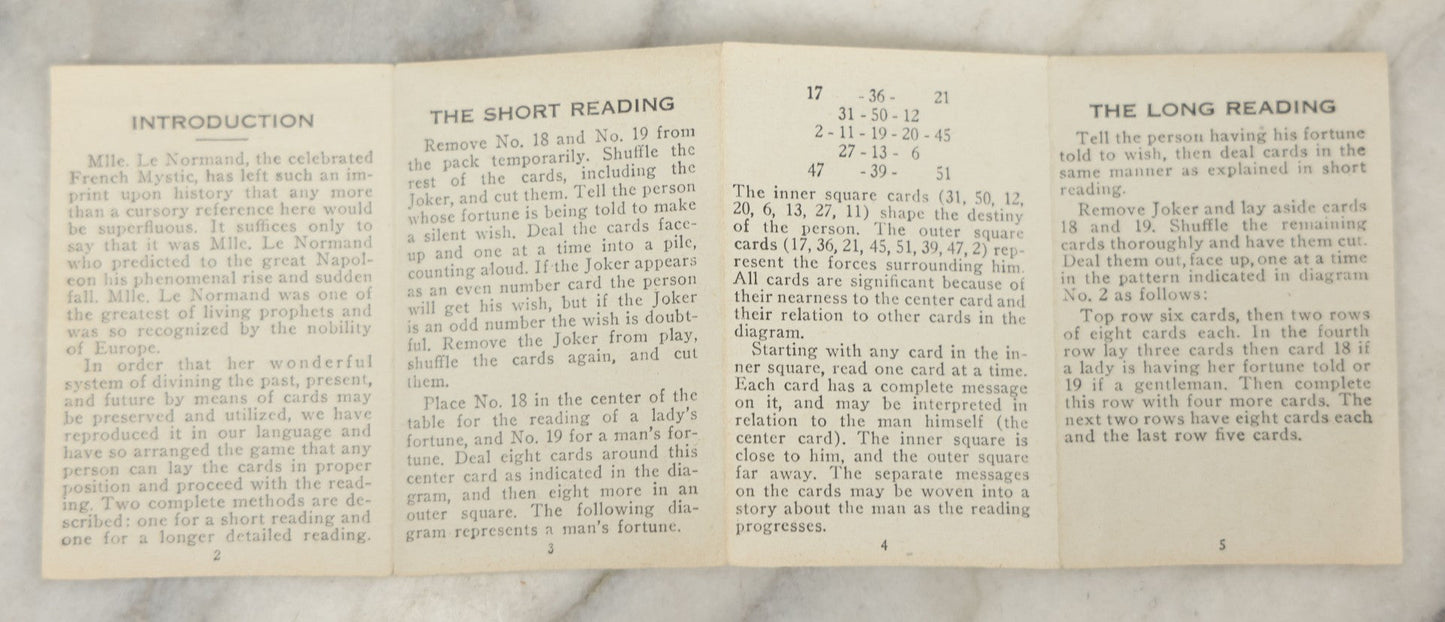 INTRODUCTION
Mlle. Le Normand, the celebrated
French Mystic, has left such an im-
print upon history that any more
than a cursory reference here would
be superfluous. It suffices only to
say that it was Mlle. Le Normand
who predicted to the great Napol-
eon his phenomenal rise and sudden
fall. Mlle. Le Normand was one of
the greatest of living prophets and
was so recognized by the nobility
of Europe.
In order that her wonderful
system of divining the past, present,
and future by means of cards may
be preserved and utilized, we have
reproduced it in our language and
have so arranged the game that any
person can lay the cards in proper
position and proceed with the read-
ing. Two complete methods are de-
scribed: one for a short reading and
one for a longer detailed reading.
2
THE SHORT READING
Remove No. 18 and No. 19 from
the pack temporarily. Shuffle the
rest of the cards, including the
Joker, and cut them. Tell the person
whose fortune is being told to make
a silent wish. Deal the cards face-
up and one at a time into a pile,
counting aloud. If the Joker appears
as an even number card the person
will get his wish, but if the Joker
is an odd number the wish is doubt-
ful. Remove the Joker from play,
shuffle the cards again, and cut
them.
Place No. 18 in the center of the
table for the reading of a lady's
fortune, and No. 19 for a man's for-
tune. Deal eight cards around this
center card as indicated in the dia-
gram, and then eight more in an
outer square. The following dia-
gram represents a man's fortune.
3
17 - 36 - 21
31 - 50 - 12
2 - 11 - 19 - 20 - 45
27 - 13 - 6
47 - 39 - 51
The inner square cards (31, 50, 12,
20, 6, 13, 27, 11) shape the destiny
of the person. The outer square
cards (17, 36, 21, 45, 51, 39, 47, 2) rep-
resent the forces surrounding him.
All cards are significant because of
their nearness to the center card and
their relation to other cards in the
diagram.
Starting with any card in the in-
ner square, read one card at a time.
Each card has a complete message
on it, and may be interpreted in
relation to the man himself (the
center card). The inner square is
close to him, and the outer square
far away. The separate messages
on the cards may be woven into a
story about the man as the reading
progresses.
4
THE LONG READING
Tell the person having his fortune
told to wish, then deal cards in the
same manner as explained in short
reading.
Remove Joker and lay aside cards
18 and 19. Shuffle the remaining
cards thoroughly and have them cut.
Deal them out, face up, one at a time
in the pattern indicated in diagram
No. 2 as follows:
Top row six cards, then two rows
of eight cards each. In the fourth
row lay three cards then card 18 if
a lady is having her fortune told or
19 if a gentleman. Then complete
this row with four more cards. The
next two rows have eight cards each
and the last row five cards.
5